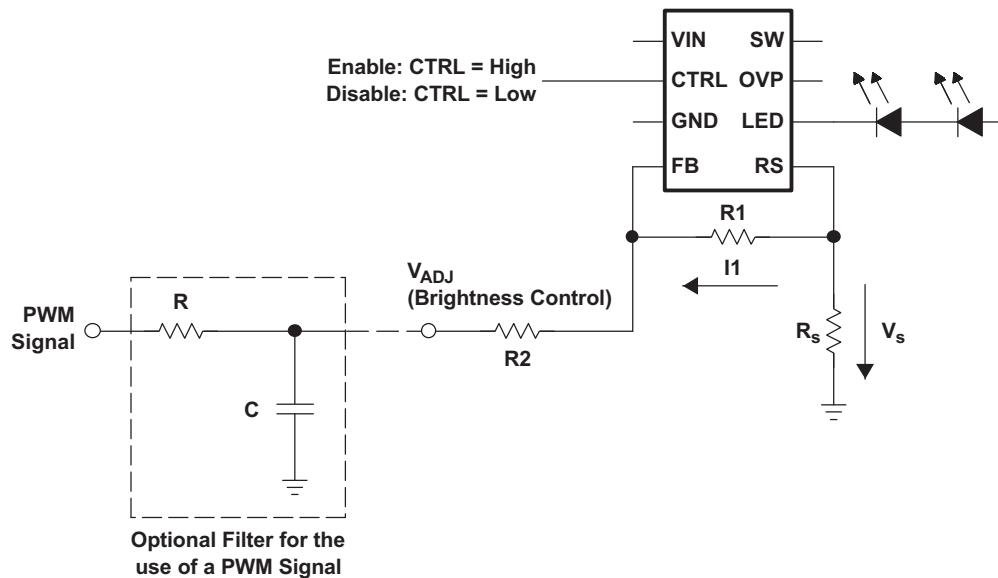 VIN SW
Enable: CTRL = High
Disable: CTRL = Low
CTRL OVP
GND LED
FB RS
R1
I1
V_ADJ
(Brightness Control)
R
PWM
Signal
R2
R_s
V_s
C
Optional Filter for the
use of a PWM Signal